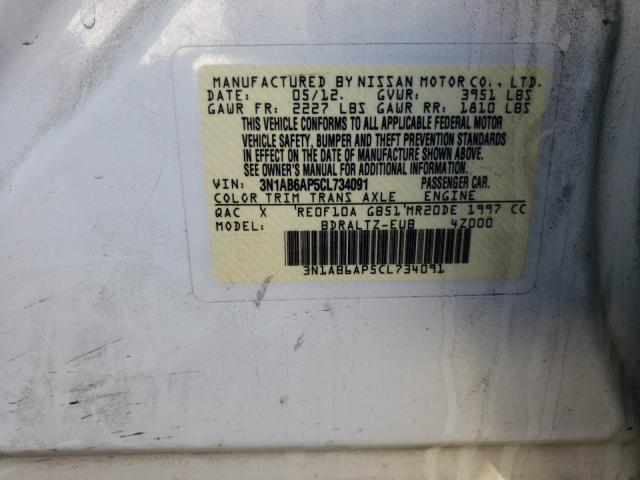 MANUFACTURED BY NISSAN MOTOR CO., LTD.
DATE: 05/12. GVWR: 3951 LBS
GAWR FR: 2227 LBS GAWR RR: 1810 LBS
THIS VEHICLE CONFORMS TO ALL APPLICABLE FEDERAL MOTOR
VEHICLE SAFETY, BUMPER AND THEFT PREVENTION STANDARDS
IN EFFECT ON THE DATE OF MANUFACTURE SHOWN ABOVE.
SEE OWNER'S MANUAL FOR ADDITIONAL INFORMATION.
VIN: 3N1AB6AP5CL734091 PASSENGER CAR.
COLOR TRIM TRANS AXLE ENGINE
QAC X RE0F10A GB51 MR20DE 1997 CC
MODEL: BDRALTZ-EUB 4Z000
3N1AB6AP5CL734091